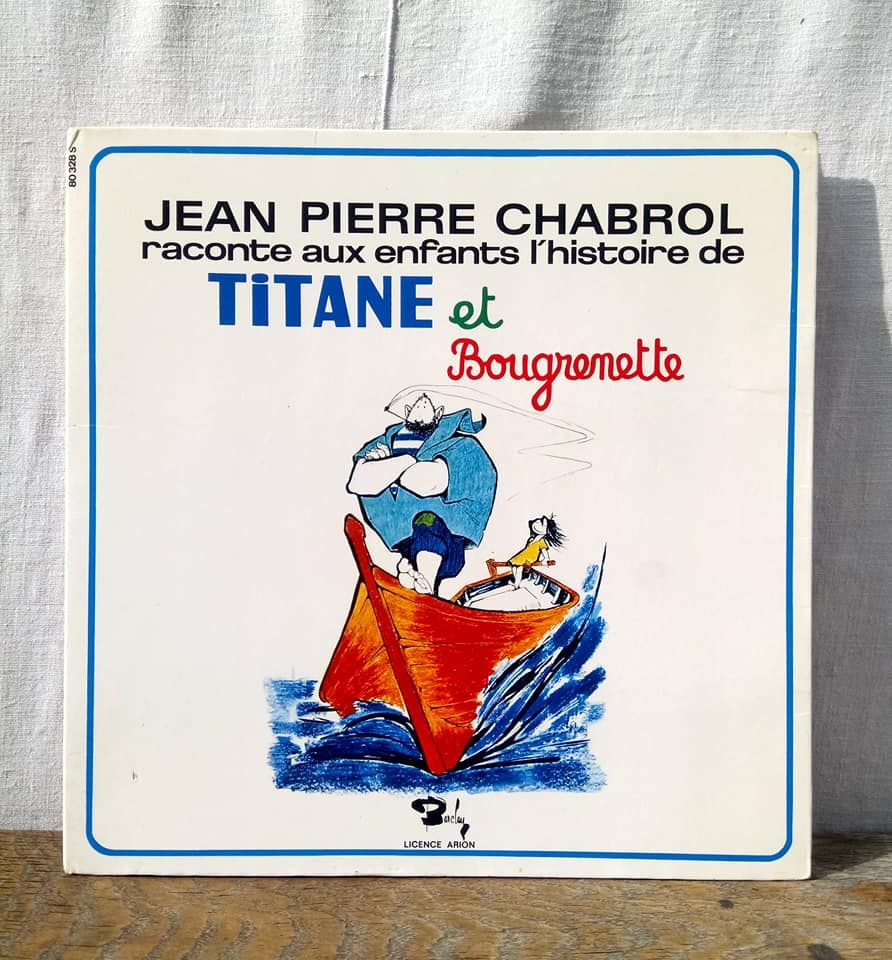 80 328 S
JEAN PIERRE CHABROL
raconte aux enfants l'histoire de
TiTANE et
Bougrenette
Barclay
LICENCE ARION